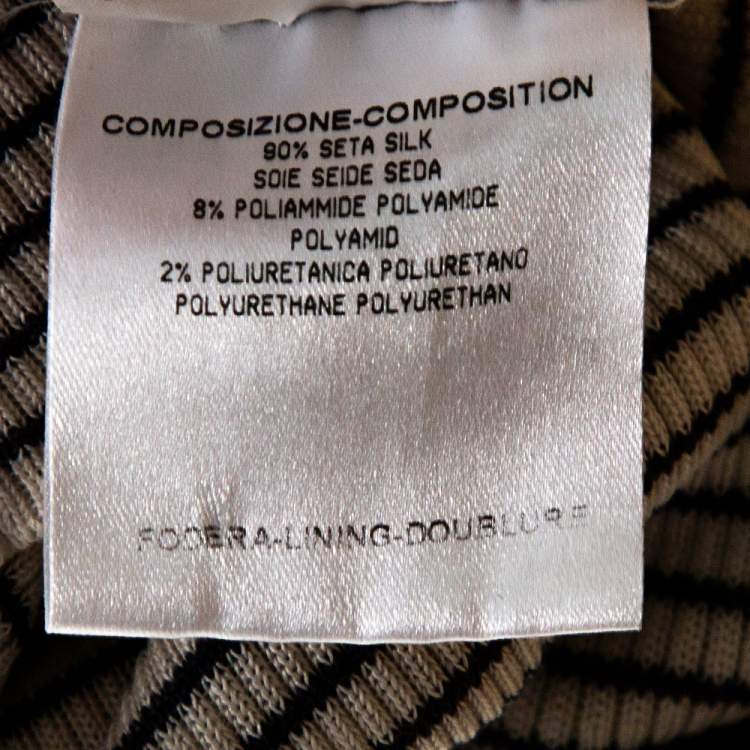 COMPOSIZIONE-COMPOSITION
90% SETA SILK
SOIE SEIDE SEDA
8% POLIAMMIDE POLYAMIDE
POLYAMID
2% POLIURETANICA POLIURETANO
POLYURETHANE POLYURETHAN
FODERA-LINING-DOUBLURE